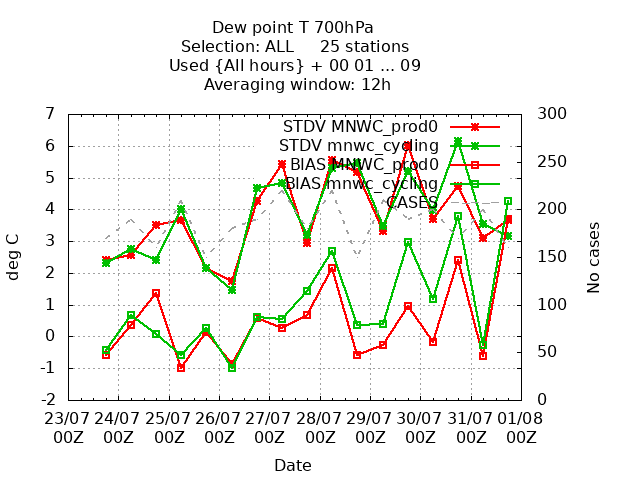 Dew point T 700hPa
Selection: ALL     25 stations
Used {All hours} + 00 01 ... 09
Averaging window: 12h
STDV MNWC_prod0
STDV mnwc_cycling
BIAS MNWC_prod0
BIAS mnwc_cycling
CASES
7
6
5
4
3
2
1
0
-1
-2
deg C
300
250
200
150
100
50
0
No cases
23/07 24/07 25/07 26/07 27/07 28/07 29/07 30/07 31/07 01/08
00Z 00Z 00Z 00Z 00Z 00Z 00Z 00Z 00Z 00Z
Date